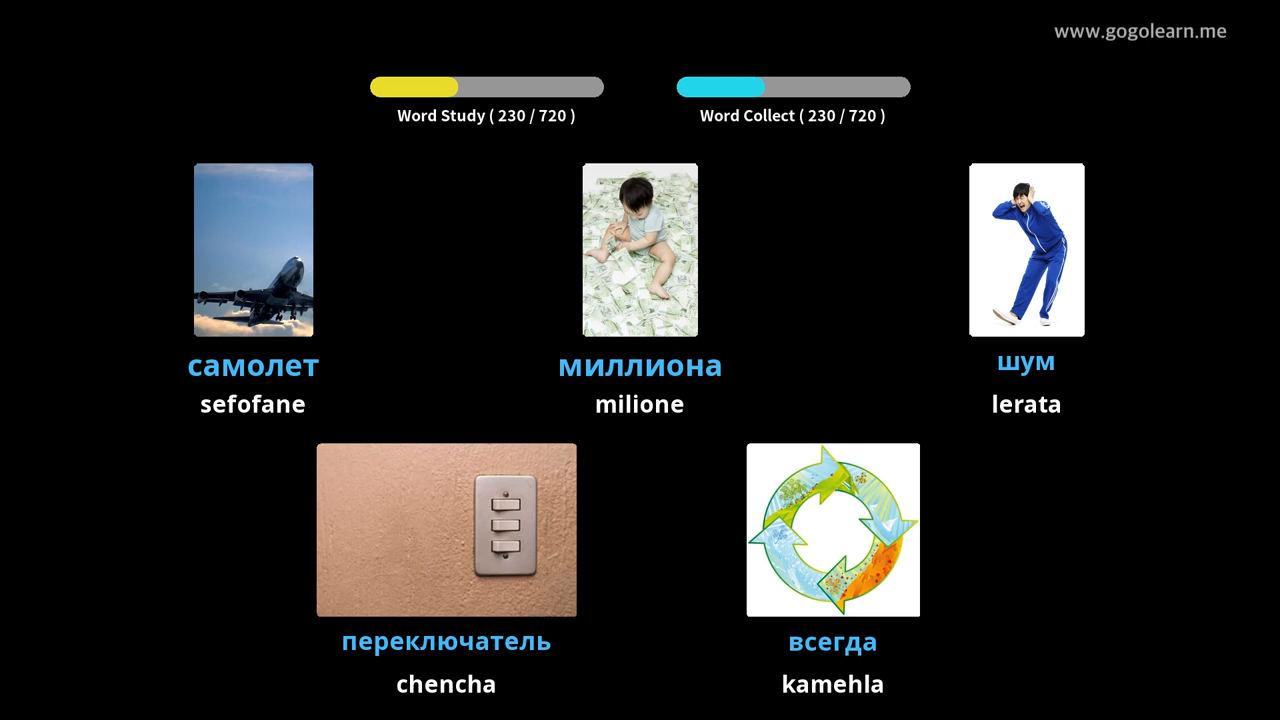 www.gogolearn.me
Word Study ( 230 / 720 )
Word Collect ( 230 / 720 )
самолет
sefofane
миллиона
milione
шум
lerata
переключатель
chencha
всегда
kamehla